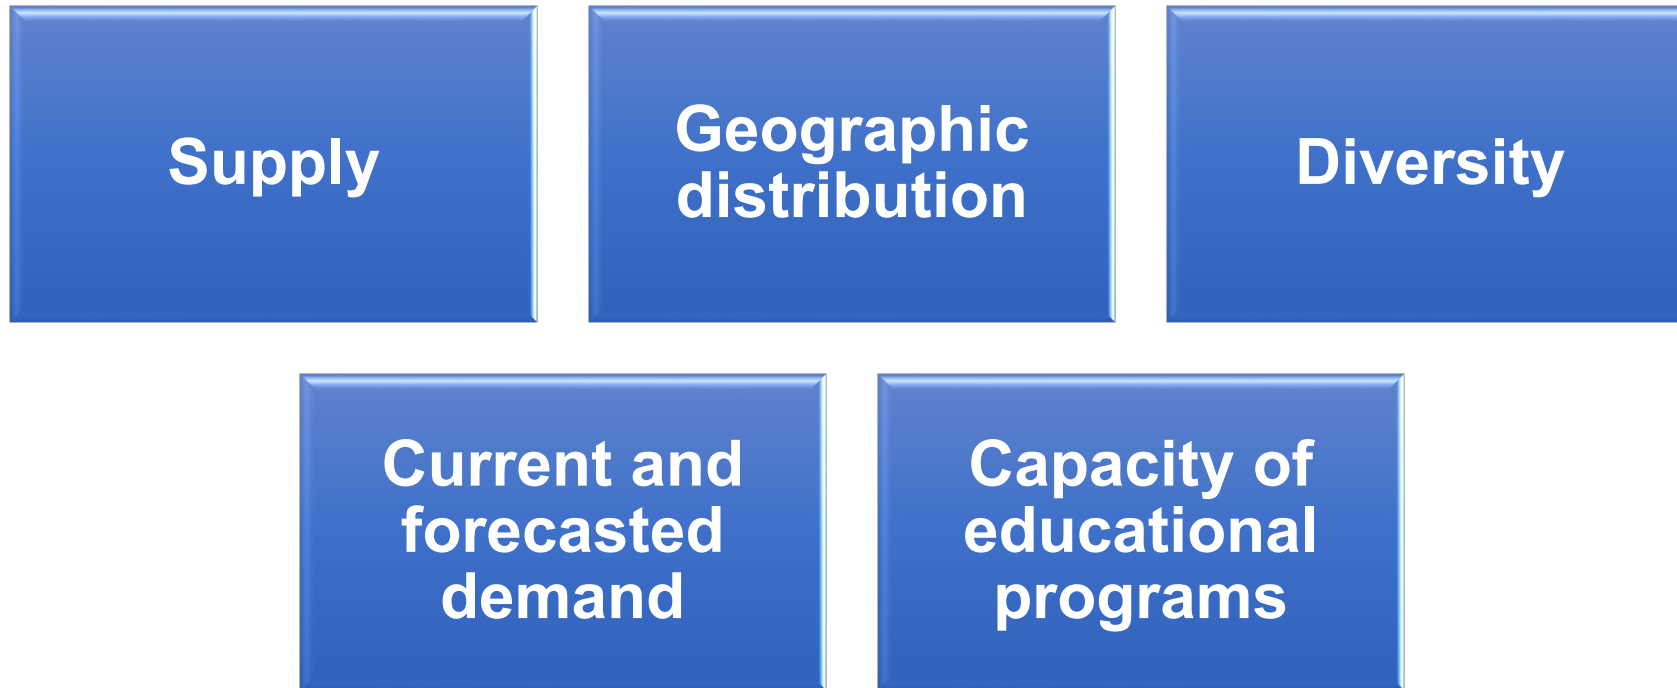 Supply
Geographic
distribution
Diversity
Current and
forecasted
demand
Capacity of
educational
programs